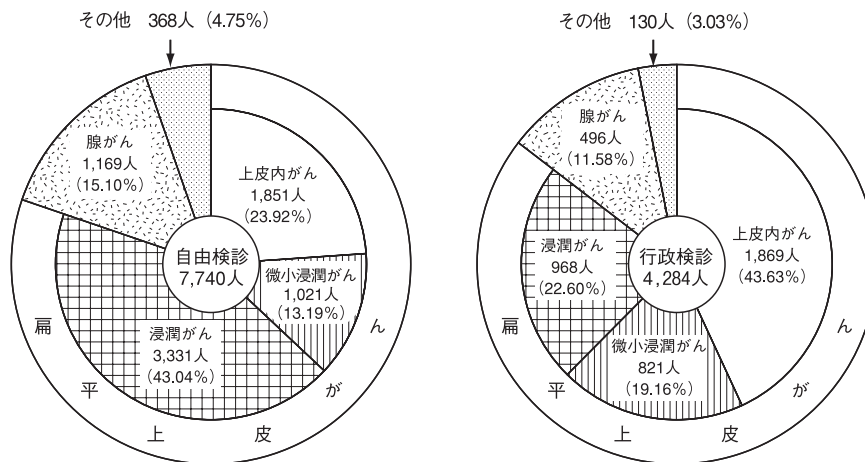 その他 368人（4.75%）
腺がん
1,169人
（15.10%）
上皮内がん
1,851人
（23.92%）
自由検診
7,740人
微小浸潤がん
1,021人
（13.19%）
浸潤がん
3,331人
（43.04%）
扁平上皮がん
その他 130人（3.03%）
腺がん
496人
（11.58%）
上皮内がん
1,869人
（43.63%）
行政検診
4,284人
浸潤がん
968人
（22.60%）
微小浸潤がん
821人
（19.16%）
扁平上皮がん